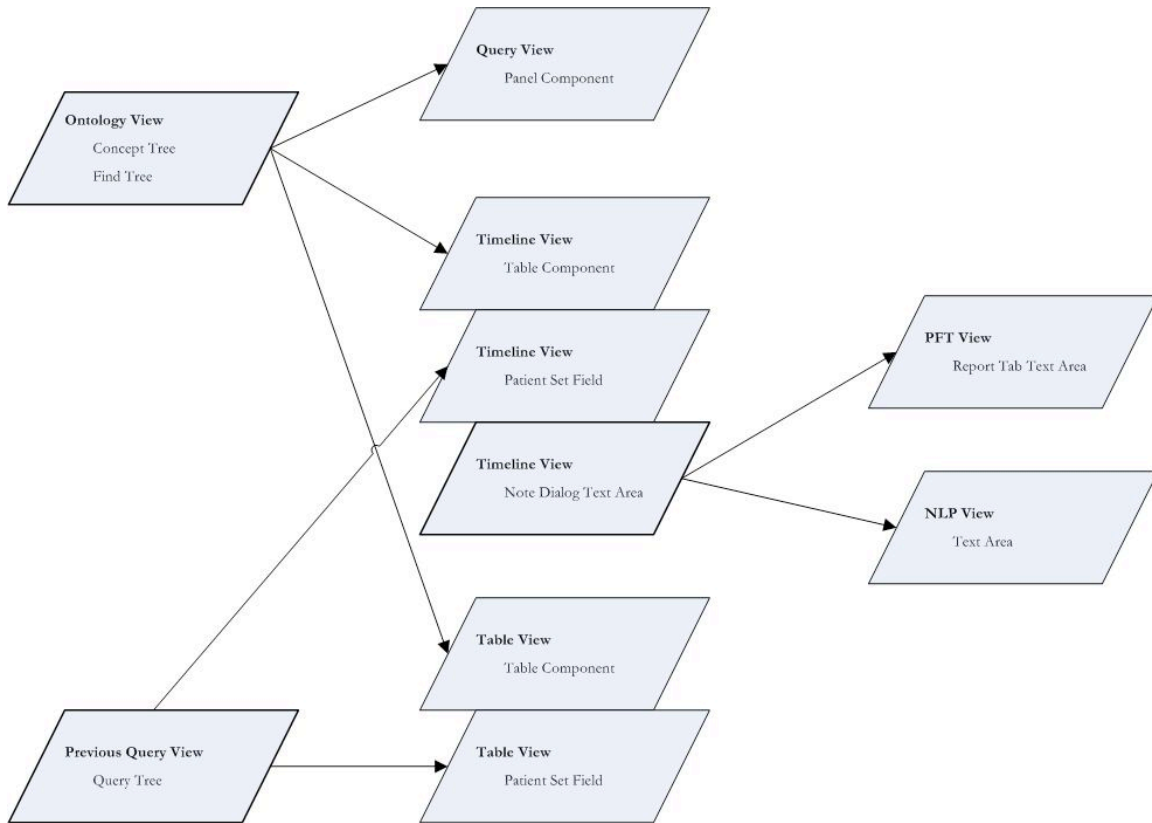 Query View
Panel Component
Ontology View
Concept Tree
Find Tree
Timeline View
Table Component
Timeline View
Patient Set Field
Timeline View
Note Dialog Text Area
PFT View
Report Tab Text Area
NLP View
Text Area
Table View
Table Component
Previous Query View
Query Tree
Table View
Patient Set Field